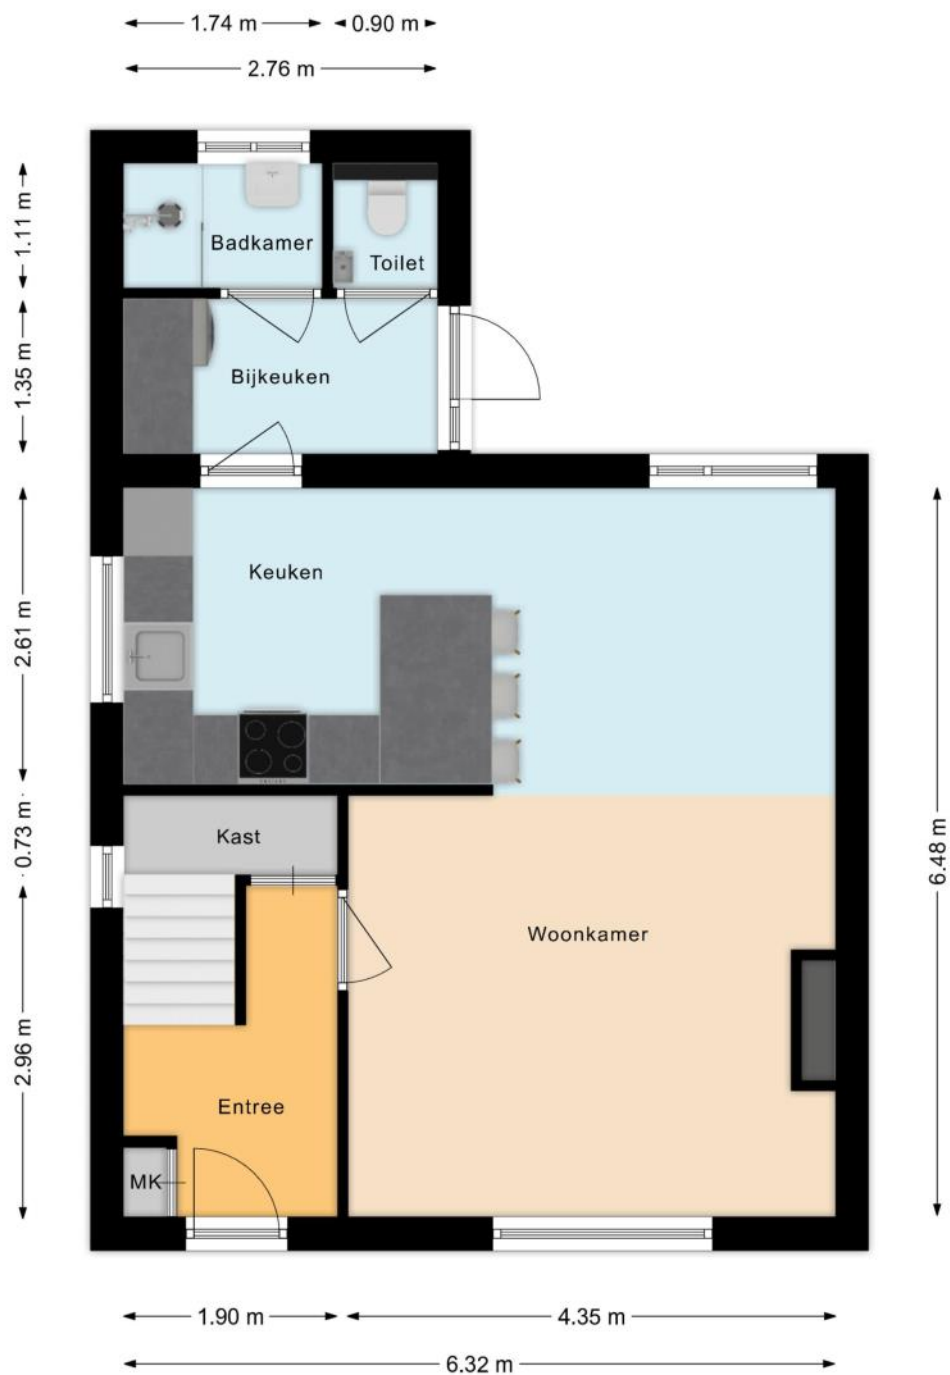 1.74 m
0.90 m
2.76 m
1.11 m
Badkamer
Toilet
1.35 m
Bijkeuken
2.61 m
Keuken
0.73 m
Kast
6.48 m
Woonkamer
2.96 m
Entree
MK
1.90 m
4.35 m
6.32 m